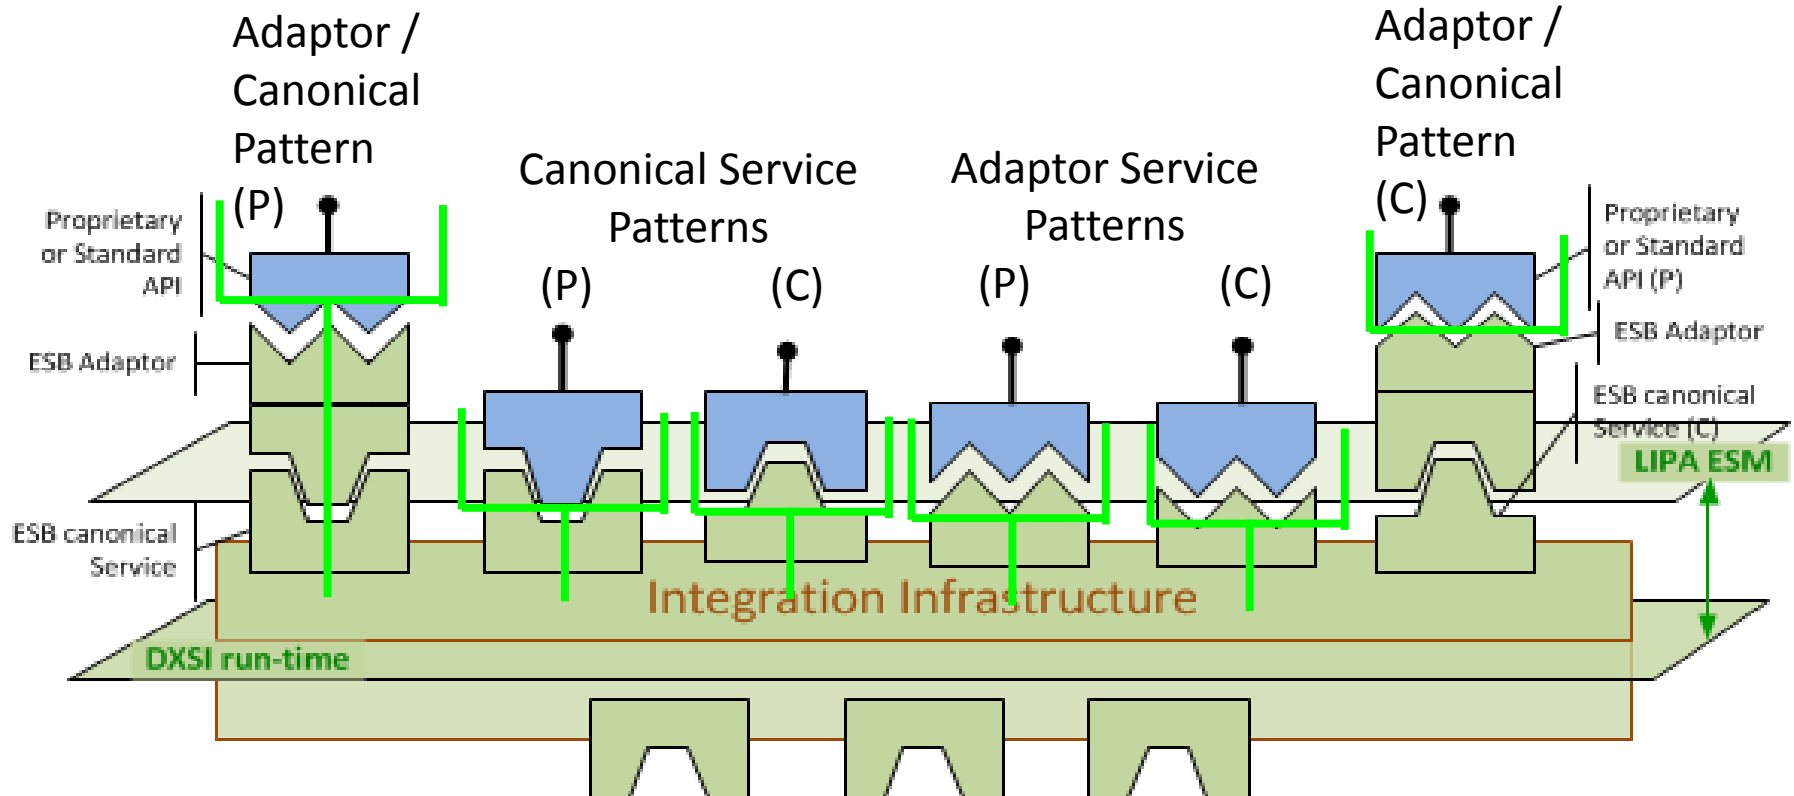 Adaptor /
Canonical
Pattern
(P)
Adaptor /
Canonical
Pattern
(C)
Canonical Service
Patterns
(P)
(C)
Adaptor Service
Patterns
(P)
(C)
Proprietary
or Standard
API
ESB Adaptor
ESB canonical
Service
Proprietary
or Standard
API (P)
ESB Adaptor
ESB canonical
Service (C)
LIPA ESM
Integration Infrastructure
DXSI run-time